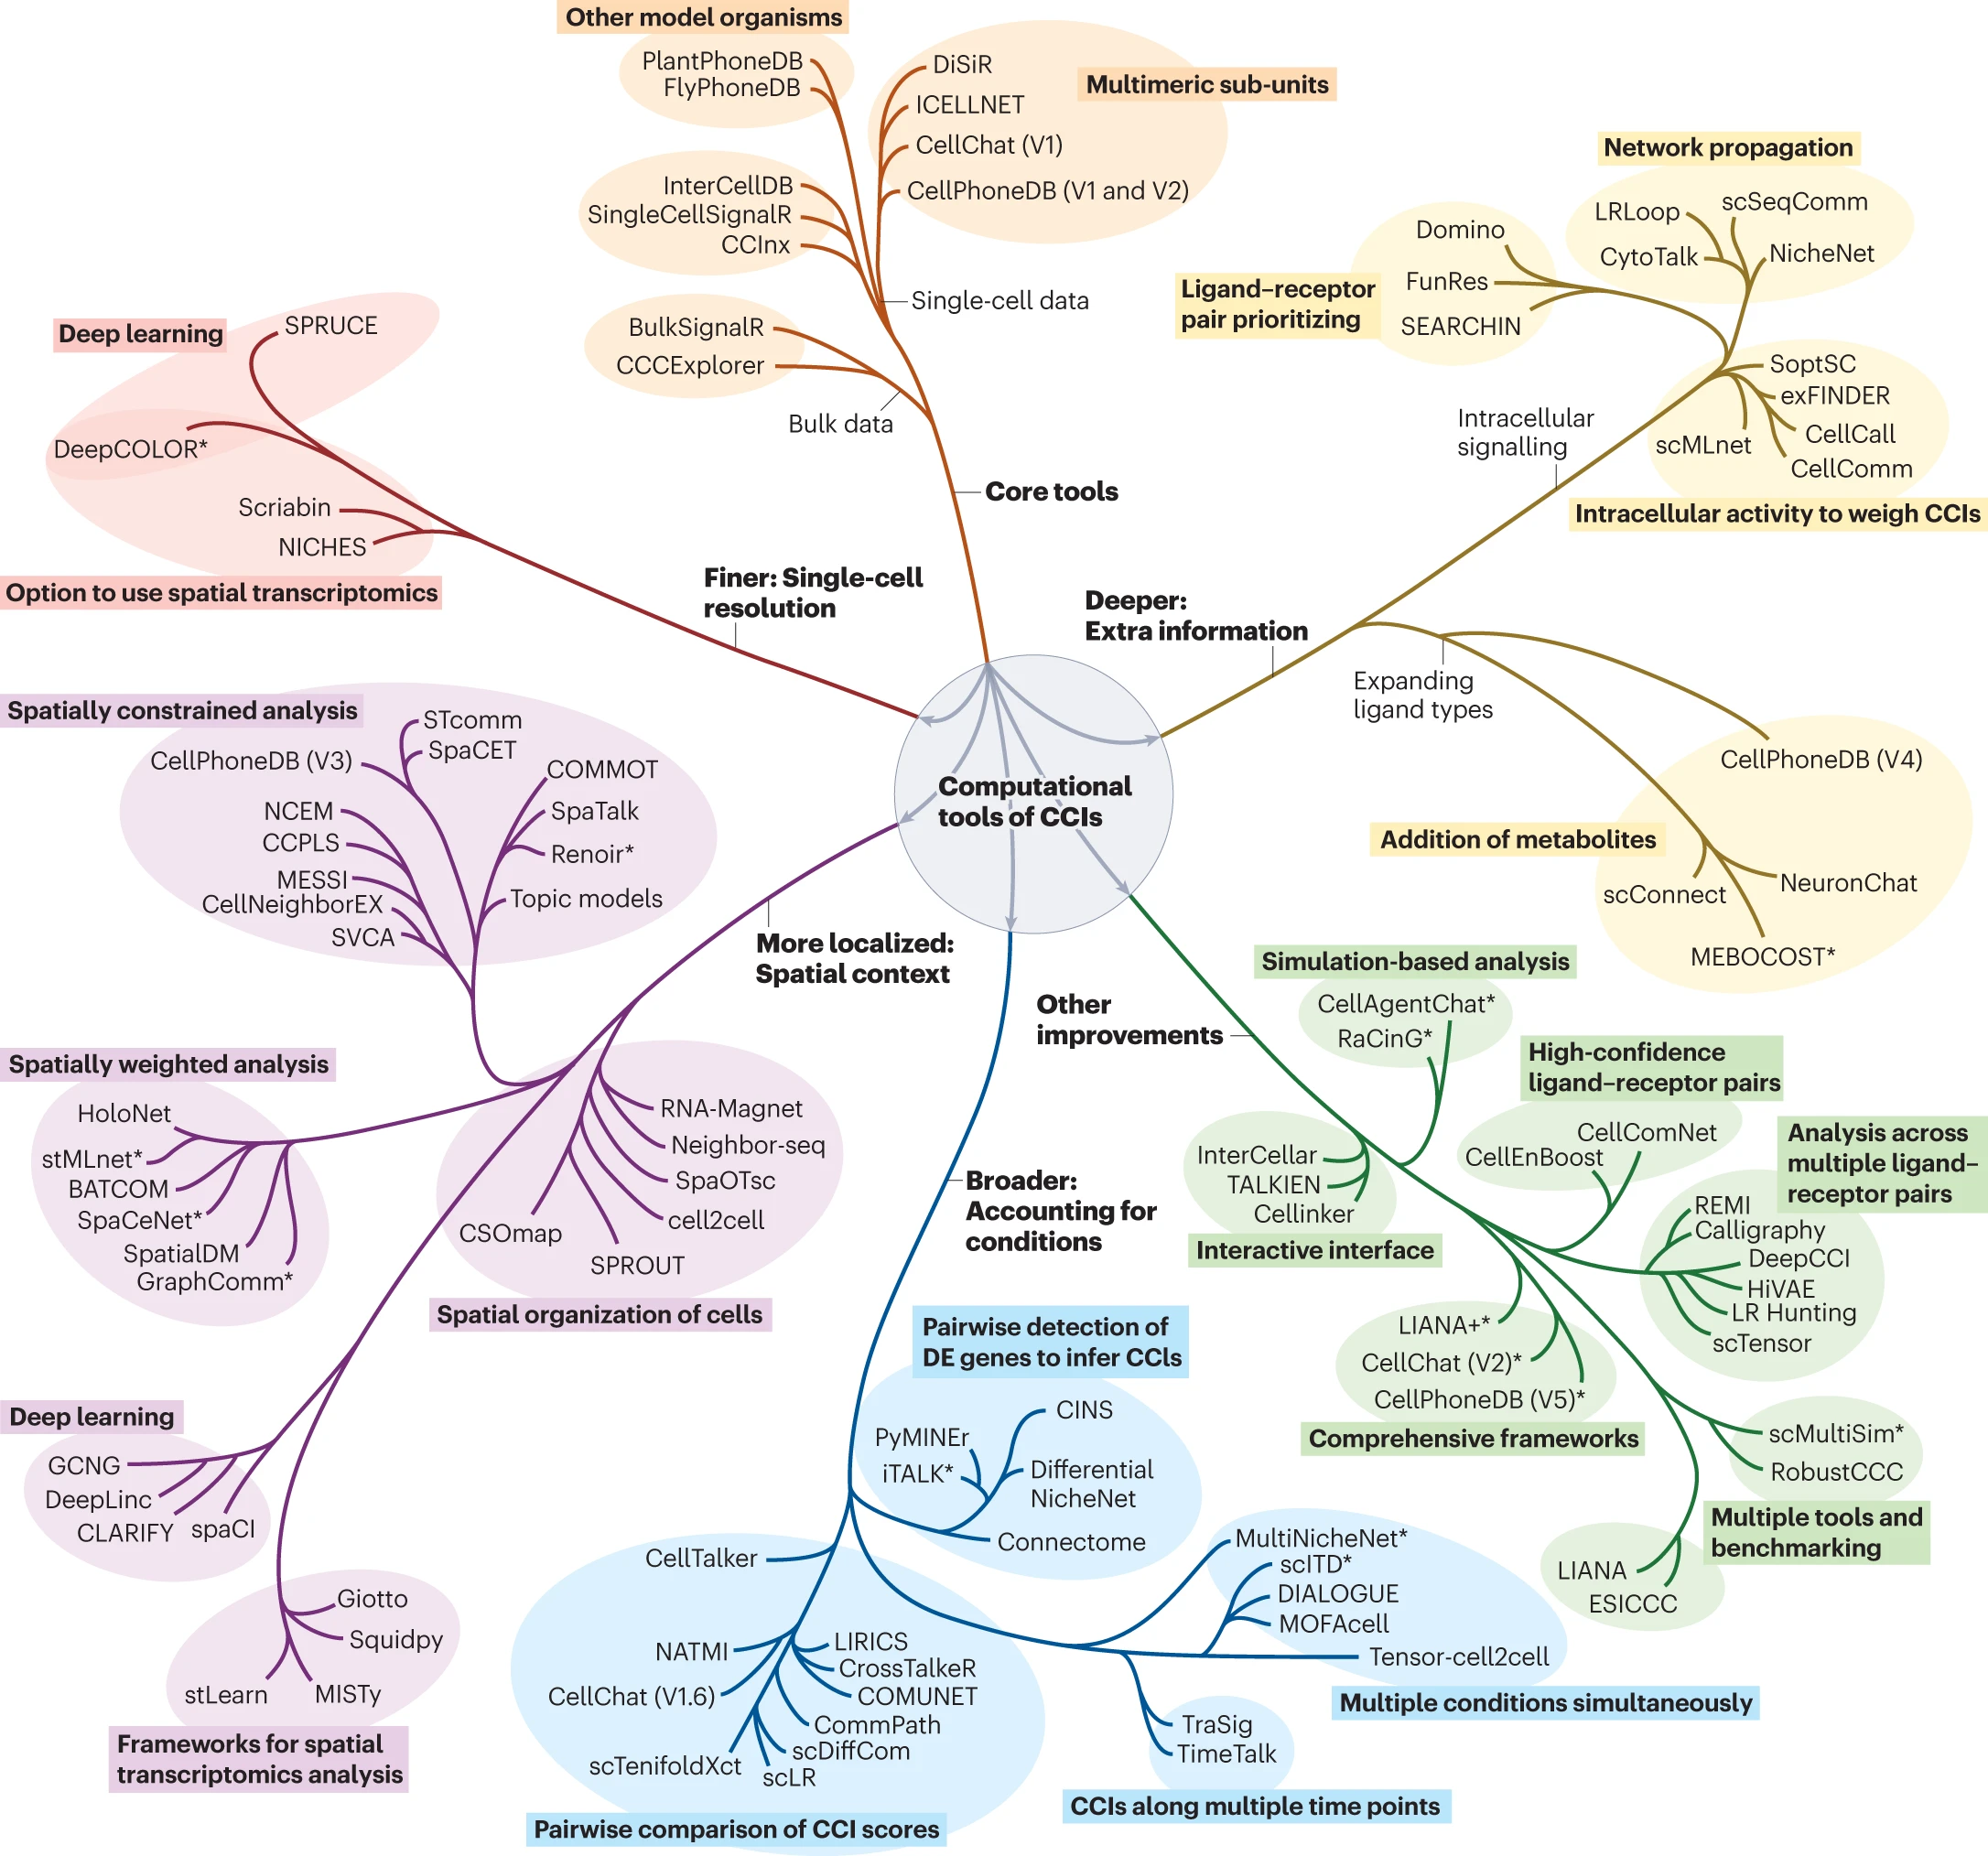 Other model organisms
PlantPhoneDB
FlyPhoneDB
DiSiR
ICELLNET
CellChat (V1)
CellPhoneDB (V1 and V2)
Multimeric sub-units
InterCellDB
SingleCellSignalR
CCInx
Single-cell data
BulkSignalR
CCCExplorer
Bulk data
Core tools
Network propagation
LRLoop
scSeqComm
CytoTalk
NicheNet
Domino
FunRes
SEARCHIN
Ligand–receptor
pair prioritizing
SoptSC
exFINDER
CellCall
CellComm
scMLnet
Intracellular activity to weigh CCIs
Intracellular
signalling
Deep learning
SPRUCE
DeepCOLOR*
Scriabin
NICHES
Option to use spatial transcriptomics
Finer: Single-cell
resolution
Deeper:
Extra information
Expanding
ligand types
CellPhoneDB (V4)
Addition of metabolites
scConnect
NeuronChat
MEBOCOST*
Computational
tools of CCIs
Spatially constrained analysis
STcomm
SpaCET
CellPhoneDB (V3)
COMMOT
SpaTalk
Renoir*
Topic models
NCEM
CCPLS
MESSI
CellNeighborEX
SVCA
More localized:
Spatial context
Spatially weighted analysis
HoloNet
stMLnet*
BATCOM
SpaCeNet*
SpatialDM
GraphComm*
RNA-Magnet
Neighbor-seq
SpaOTsc
cell2cell
CSOmap
SPROUT
Spatial organization of cells
Deep learning
GCNG
DeepLinc
CLARIFY
spaCI
Giotto
Squidpy
stLearn
MISTy
Frameworks for spatial
transcriptomics analysis
Other
improvements
Simulation-based analysis
CellAgentChat*
RaCinG*
High-confidence
ligand–receptor pairs
CellComNet
CellEnBoost
InterCellar
TALKIEN
Cellinker
Interactive interface
Analysis across
multiple ligand–
receptor pairs
REMI
Calligraphy
DeepCCI
HiVAE
LR Hunting
scTensor
LIANA+*
CellChat (V2)*
CellPhoneDB (V5)*
Comprehensive frameworks
scMultiSim*
RobustCCC
Multiple tools and
benchmarking
LIANA
ESICCC
Broader:
Accounting for
conditions
Pairwise detection of
DE genes to infer CCIs
CINS
PyMINEr
iTALK*
Differential
NicheNet
Connectome
CellTalker
NATMI
CellChat (V1.6)
scTenifoldXct
scLR
LIRICS
CrossTalkeR
COMUNET
CommPath
scDiffCom
Pairwise comparison of CCI scores
MultiNicheNet*
scITD*
DIALOGUE
MOFAcell
Tensor-cell2cell
Multiple conditions simultaneously
TraSig
TimeTalk
CCIs along multiple time points